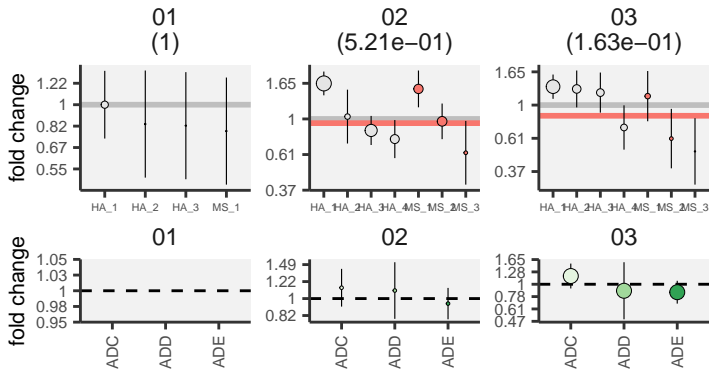 01
(1)
02
(5.21e−01)
03
(1.63e−01)
fold change
1.22
1
0.82
0.67
0.55
HA_1
HA_2
HA_3
MS_1
1.65
1
0.61
0.37
HA_1
HA_2
HA_3
HA_4
MS_1
MS_2
MS_3
1.65
1
0.61
0.37
HA_1
HA_2
HA_3
HA_4
MS_1
MS_2
MS_3
01
02
03
fold change
1.05
1.03
1
0.98
0.95
ADC
ADD
ADE
1.49
1.22
1
0.82
ADC
ADD
ADE
1.65
1.28
1
0.78
0.61
0.47
ADC
ADD
ADE